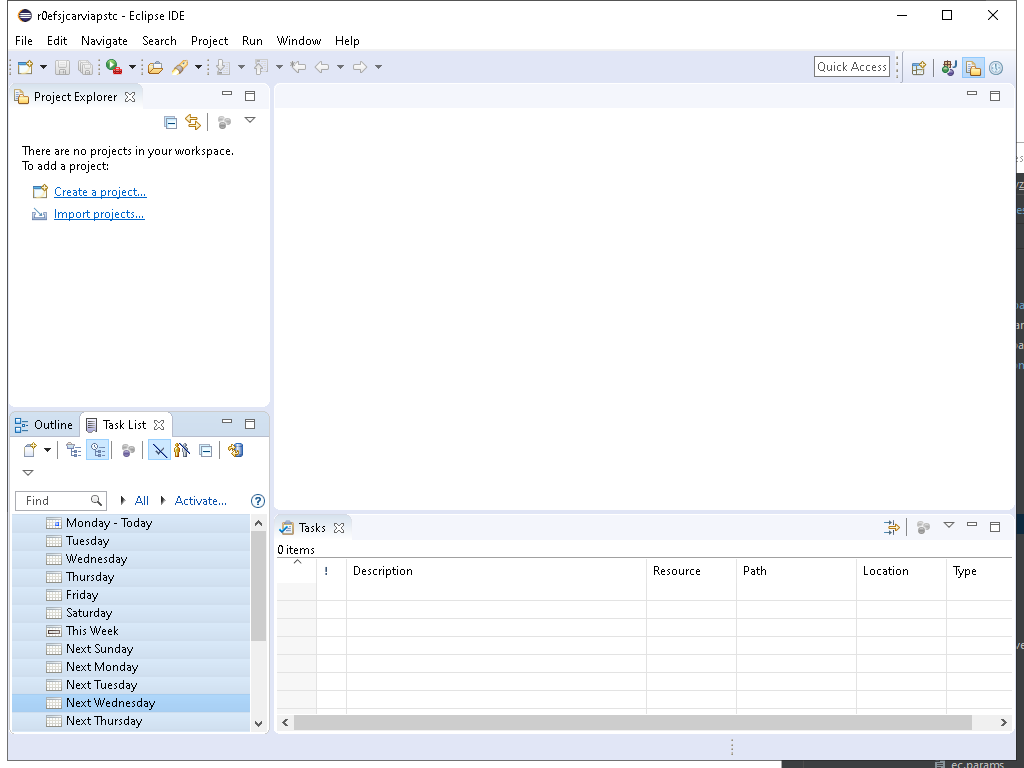 r0efsjcarviapstc - Eclipse IDE
File Edit Navigate Search Project Run Window Help
Quick Access
Project Explorer
There are no projects in your workspace.
To add a project:
Create a project...
Import projects...
Outline Task List
Find All Activate...
Monday - Today
Tuesday
Wednesday
Thursday
Friday
Saturday
This Week
Next Sunday
Next Monday
Next Tuesday
Next Wednesday
Next Thursday
Tasks
0 items
! Description Resource Path Location Type
ec.params